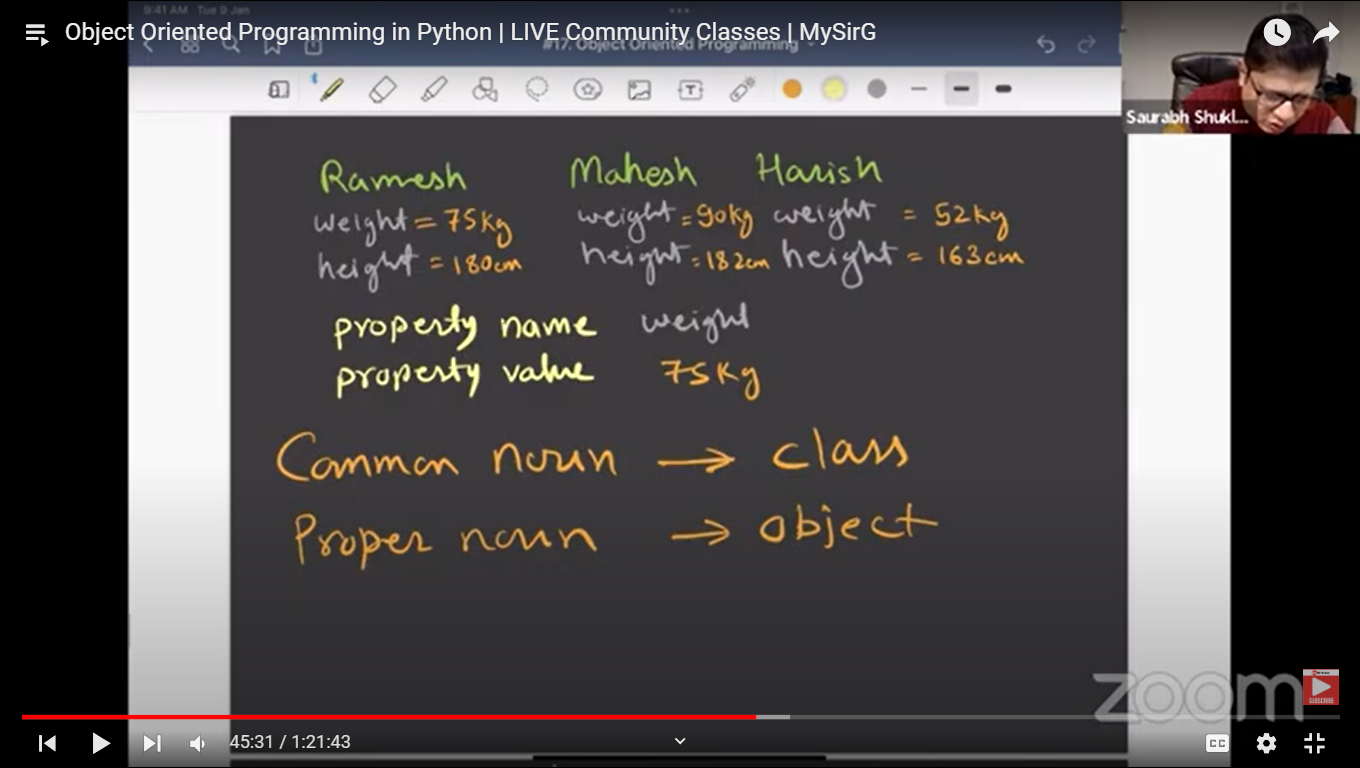 9:41 AM Tue 9 Jan
Object Oriented Programming in Python | LIVE Community Classes | MySirG
#17. Object Oriented Programming
Saurabh Shukl...
Ramesh Mahesh Harish
weight = 75kg weight = 90kg weight = 52kg
height = 180cm height = 182cm height = 163cm
property name weight
property value 75kg
Common noun → class
Proper noun → object
zoom
SUBSCRIBE
45:31 / 1:21:43
CC